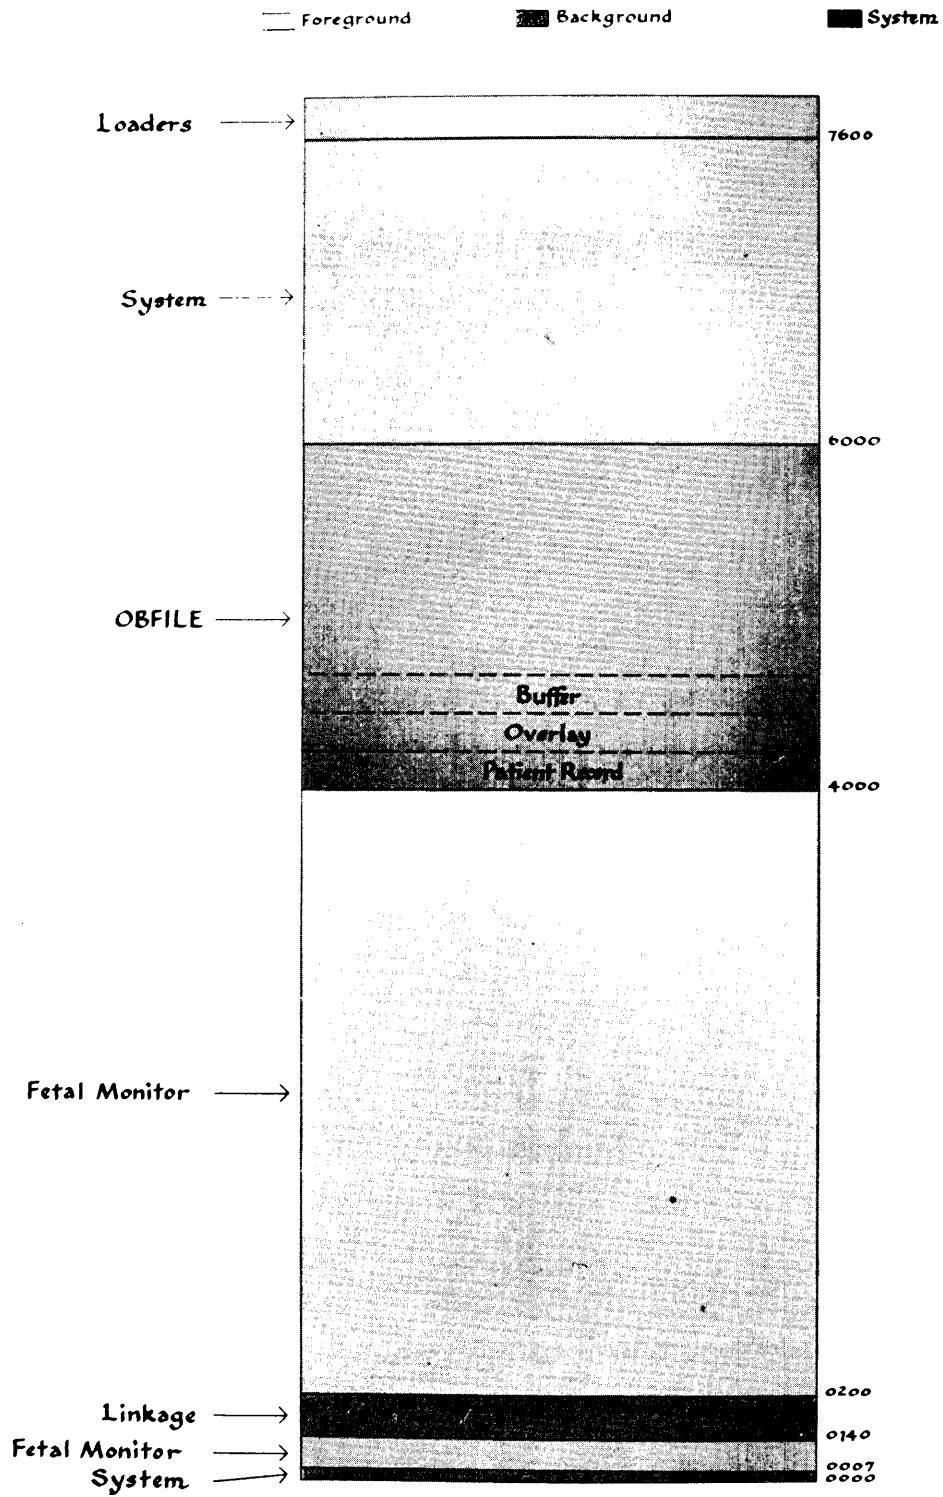 Foreground Background System
Loaders
7600
System
6000
OBFILE
Buffer
Overlay
Patient Record
4000
Fetal Monitor
0200
Linkage
0140
Fetal Monitor
0007
System
0000